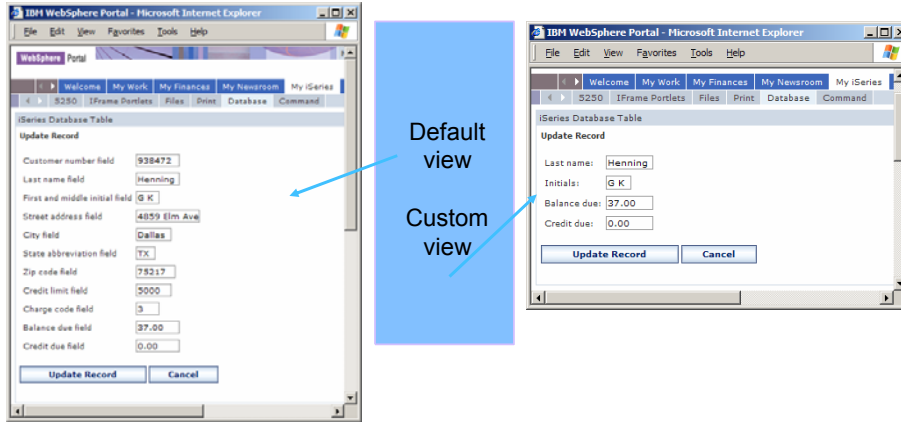 IBM WebSphere Portal - Microsoft Internet Explorer
File Edit View Favorites Tools Help
WebSphere Portal
Welcome My Work My Finances My Newsroom My iSeries
5250 IFrame Portlets Files Print Database Command
iSeries Database Table
Update Record
Customer number field 938472
Last name field Henning
First and middle initial field G K
Street address field 4859 Elm Ave
City field Dallas
State abbreviation field TX
Zip code field 75217
Credit limit field 5000
Charge code field 3
Balance due field 37.00
Credit due field 0.00
Update Record Cancel
Default
view
Custom
view
IBM WebSphere Portal - Microsoft Internet Explorer
File Edit View Favorites Tools Help
Welcome My Work My Finances My Newsroom My iSeries
5250 IFrame Portlets Files Print Database Command
iSeries Database Table
Update Record
Last name: Henning
Initials: G K
Balance due: 37.00
Credit due: 0.00
Update Record Cancel